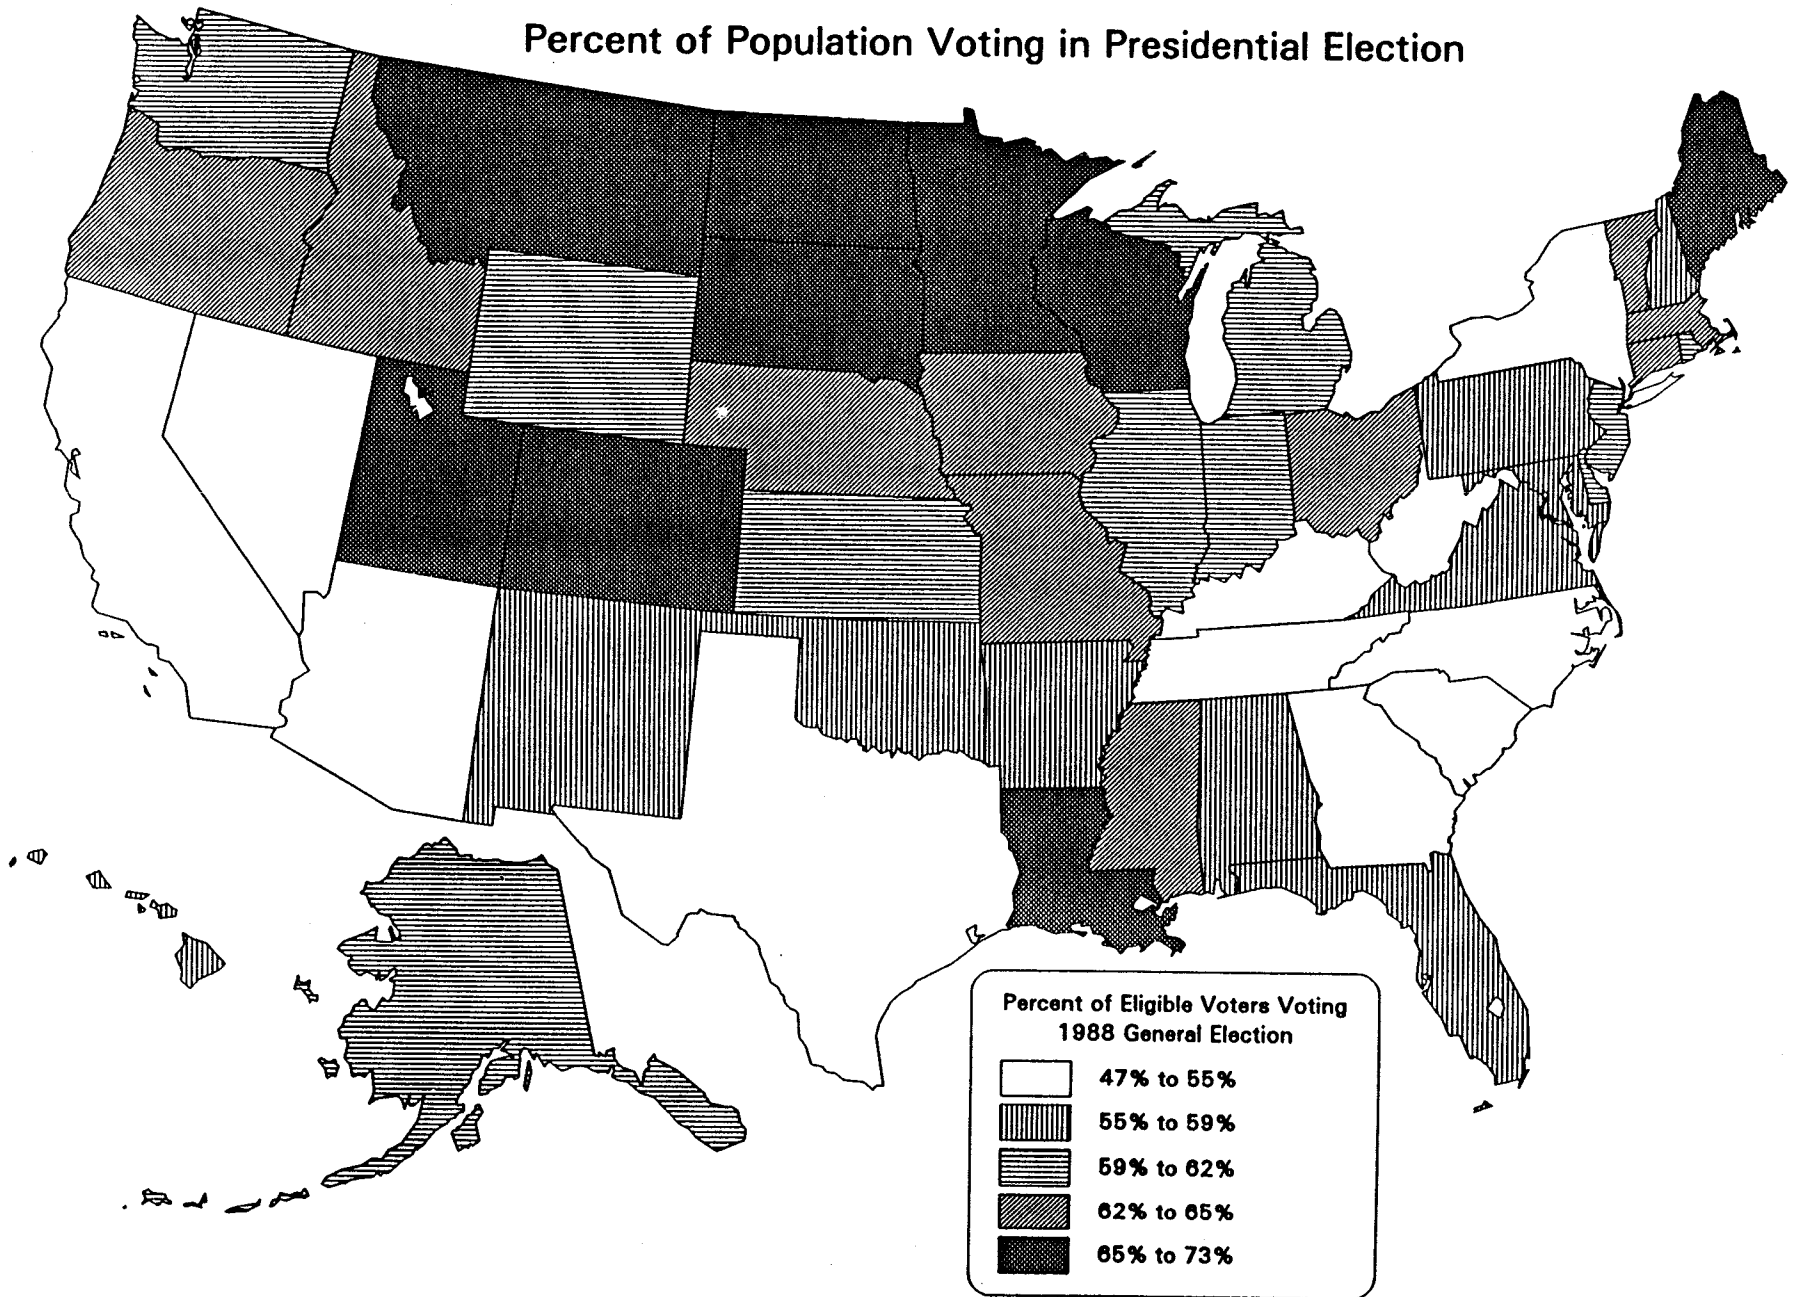 Percent of Population Voting in Presidential Election
Percent of Eligible Voters Voting
1988 General Election
47% to 55%
55% to 59%
59% to 62%
62% to 65%
65% to 73%